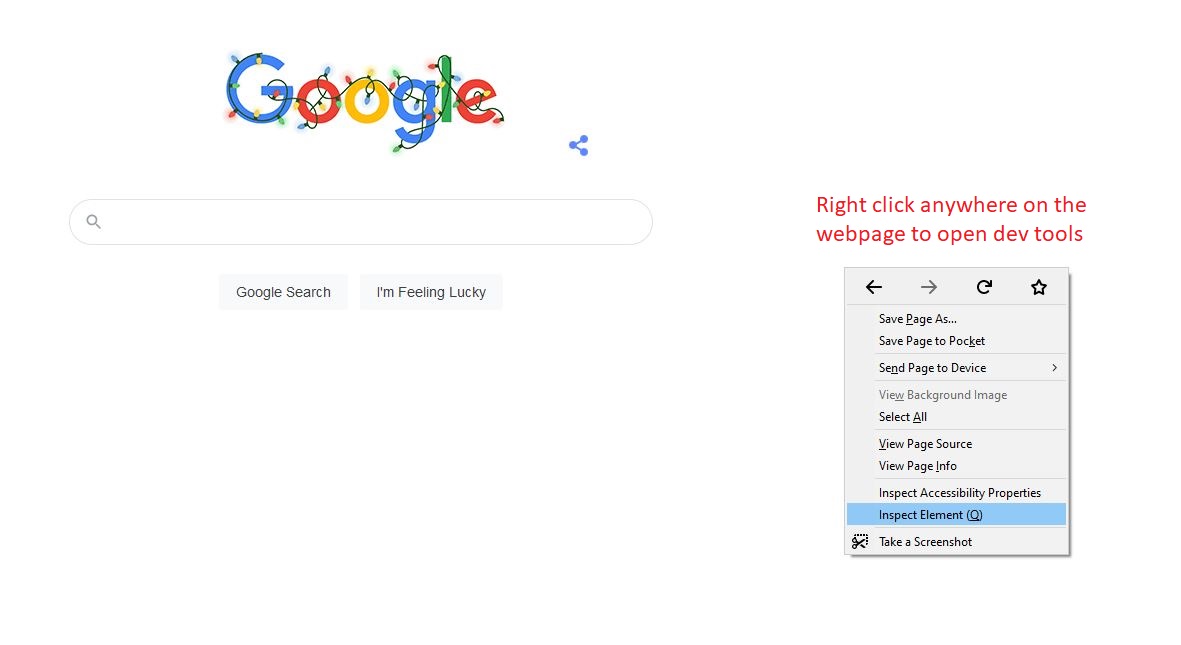 Google
Google Search
I'm Feeling Lucky
Right click anywhere on the
webpage to open dev tools
Save Page As...
Save Page to Pocket
Send Page to Device
View Background Image
Select All
View Page Source
View Page Info
Inspect Accessibility Properties
Inspect Element (Q)
Take a Screenshot